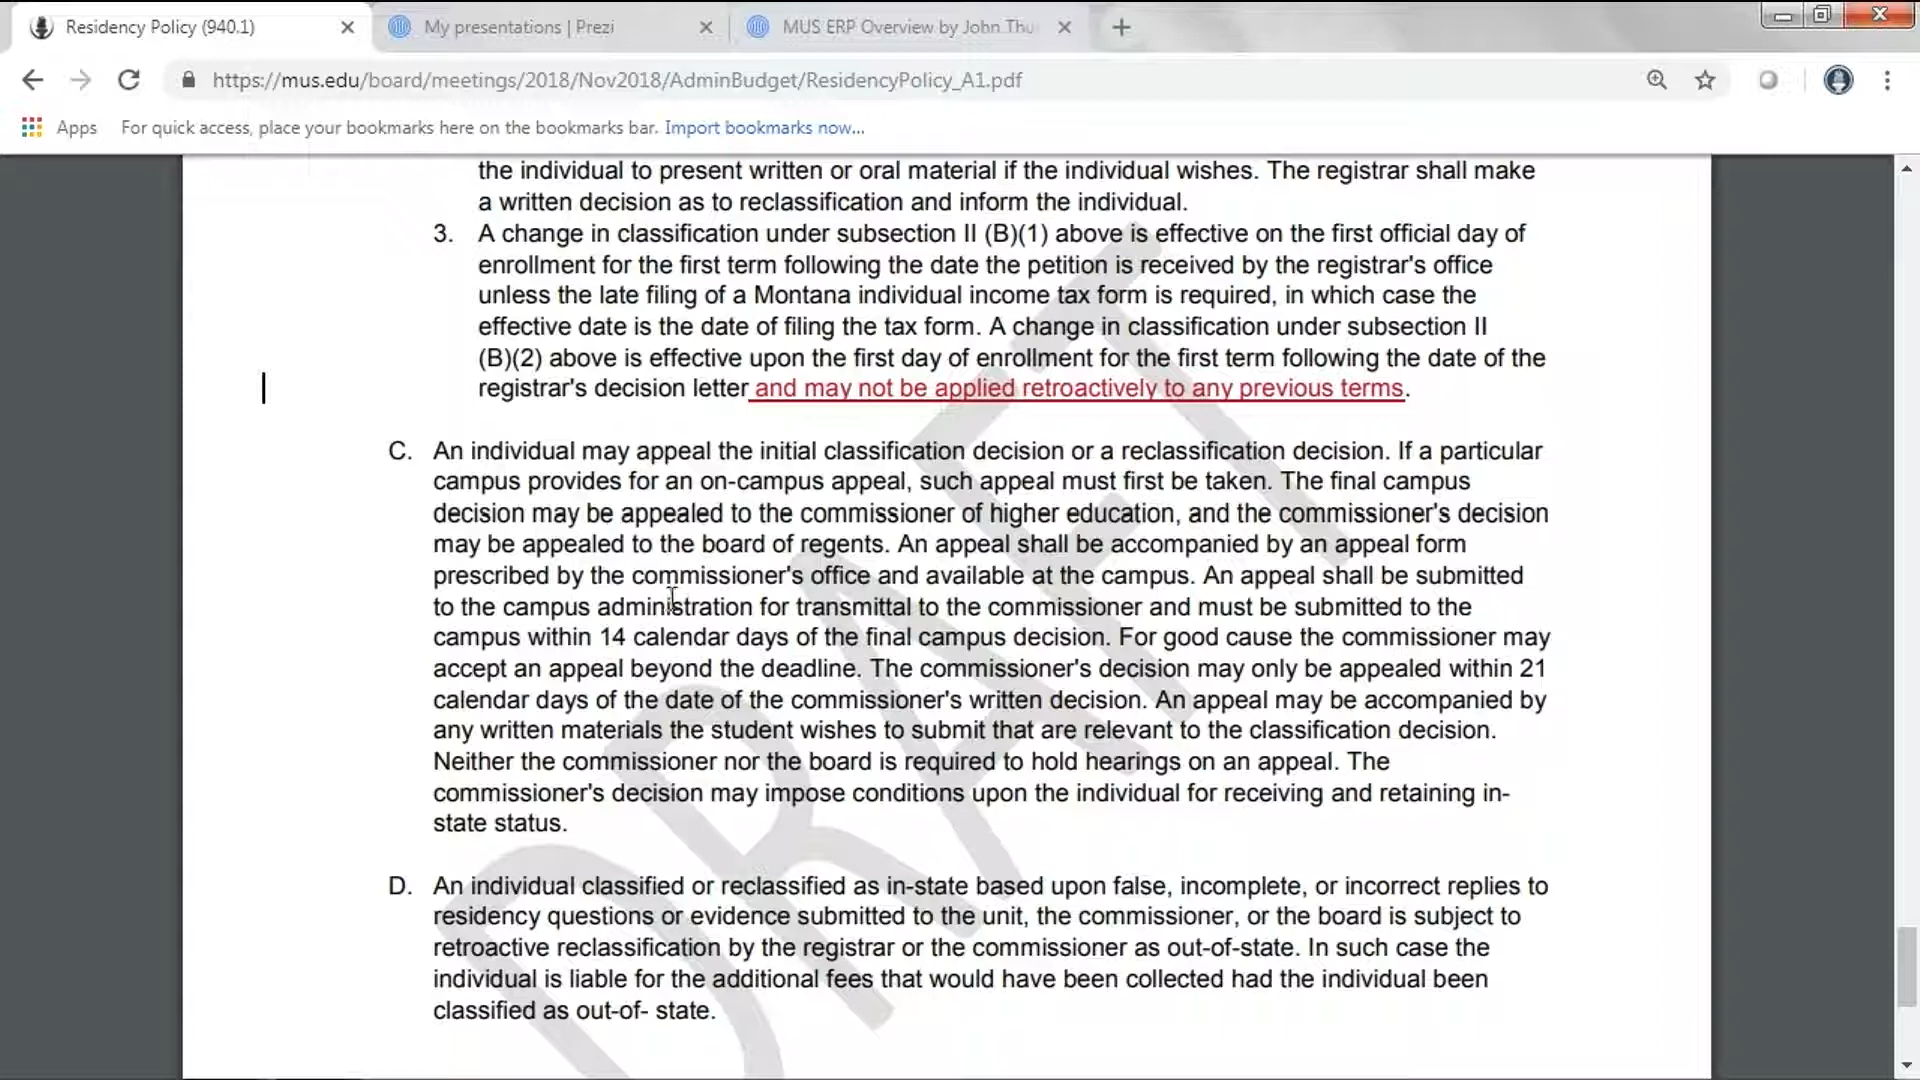 Residency Policy (940.1)
My presentations | Prezi
MUS ERP Overview by John Thu
https://mus.edu/board/meetings/2018/Nov2018/AdminBudget/ResidencyPolicy_A1.pdf
Apps
For quick access, place your bookmarks here on the bookmarks bar. Import bookmarks now...
the individual to present written or oral material if the individual wishes. The registrar shall make
a written decision as to reclassification and inform the individual.
3. A change in classification under subsection II (B)(1) above is effective on the first official day of
enrollment for the first term following the date the petition is received by the registrar's office
unless the late filing of a Montana individual income tax form is required, in which case the
effective date is the date of filing the tax form. A change in classification under subsection II
(B)(2) above is effective upon the first day of enrollment for the first term following the date of the
registrar's decision letter and may not be applied retroactively to any previous terms.
C. An individual may appeal the initial classification decision or a reclassification decision. If a particular
campus provides for an on-campus appeal, such appeal must first be taken. The final campus
decision may be appealed to the commissioner of higher education, and the commissioner's decision
may be appealed to the board of regents. An appeal shall be accompanied by an appeal form
prescribed by the commissioner's office and available at the campus. An appeal shall be submitted
to the campus administration for transmittal to the commissioner and must be submitted to the
campus within 14 calendar days of the final campus decision. For good cause the commissioner may
accept an appeal beyond the deadline. The commissioner's decision may only be appealed within 21
calendar days of the date of the commissioner's written decision. An appeal may be accompanied by
any written materials the student wishes to submit that are relevant to the classification decision.
Neither the commissioner nor the board is required to hold hearings on an appeal. The
commissioner's decision may impose conditions upon the individual for receiving and retaining in-
state status.
D. An individual classified or reclassified as in-state based upon false, incomplete, or incorrect replies to
residency questions or evidence submitted to the unit, the commissioner, or the board is subject to
retroactive reclassification by the registrar or the commissioner as out-of-state. In such case the
individual is liable for the additional fees that would have been collected had the individual been
classified as out-of- state.
DRAFT